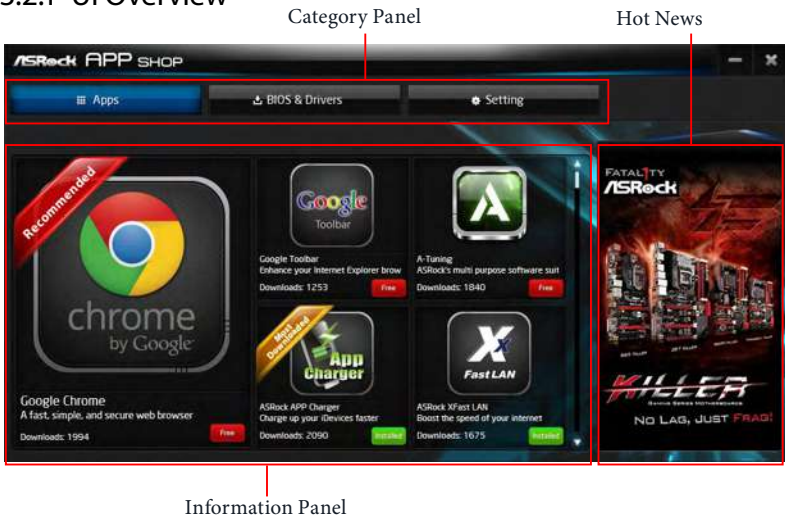 3.2.1 UI Overview
Category Panel
Hot News
ASRock APP SHOP
Apps
BIOS & Drivers
Setting
Recommended
chrome
by Google
Google Chrome
A fast, simple, and secure web browser
Downloads: 1994
Free
Google
Toolbar
Google Toolbar
Enhance your Internet Explorer brow
Downloads: 1253
Free
A
A-Tuning
ASRock's multi purpose software suit
Downloads: 1840
Free
Most
Downloaded
App
Charger
ASRock APP Charger
Charge up your iDevices faster
Downloads: 2090
Installed
X
Fast LAN
ASRock XFast LAN
Boost the speed of your internet
Downloads: 1675
Installed
FATAL1TY
ASRock
KILLER
GAMING SERIES MOTHERBOARDS
NO LAG, JUST FRAG!
Information Panel